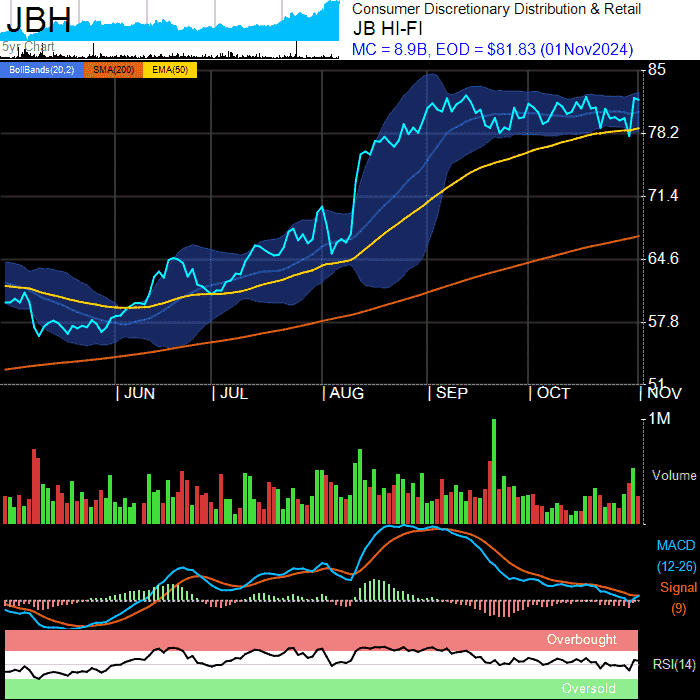 JBH
5yr Chart
Consumer Discretionary Distribution & Retail
JB HI-FI
MC = 8.9B, EOD = $81.83 (01Nov2024)
BollBands(20,2) SMA(200) EMA(50)
85
78.2
71.4
64.6
57.8
51
JUN JUL AUG SEP OCT NOV
1M
Volume
MACD
(12-26)
Signal
(9)
Overbought
RSI(14)
Oversold